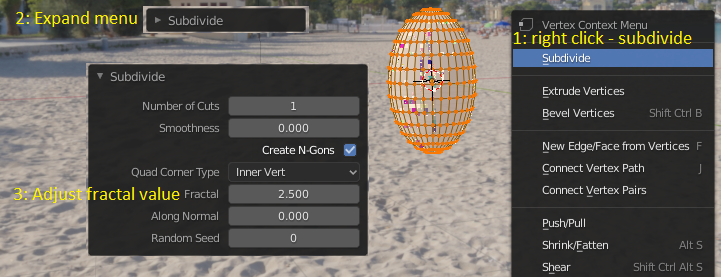 2: Expand menu
Subdivide
Vertex Context Menu
1: right click - subdivide
Subdivide
Extrude Vertices
Bevel Vertices Shift Ctrl B
New Edge/Face from Vertices F
Connect Vertex Path J
Connect Vertex Pairs
Push/Pull
Shrink/Fatten Alt S
Shear Shift Ctrl Alt S
Subdivide
Number of Cuts 1
Smoothness 0.000
Create N-Gons
Quad Corner Type Inner Vert
3: Adjust fractal value Fractal 2.500
Along Normal 0.000
Random Seed 0